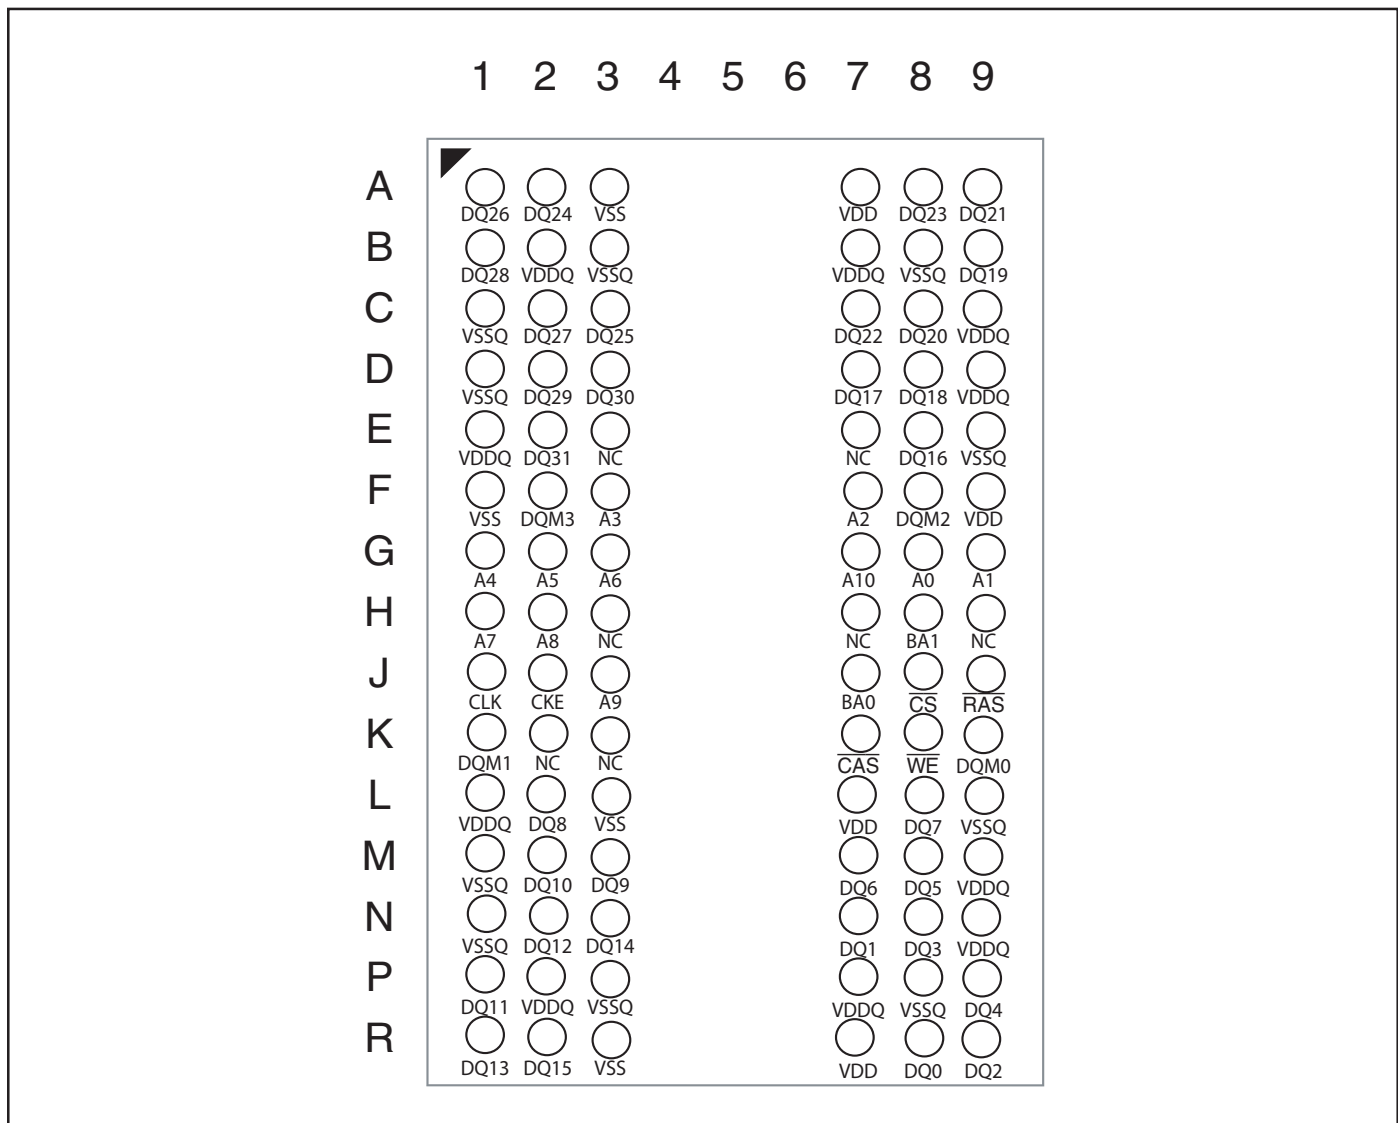 1 2 3 4 5 6 7 8 9
A
DQ26 DQ24 VSS VDD DQ23 DQ21
B
DQ28 VDDQ VSSQ VDDQ VSSQ DQ19
C
VSSQ DQ27 DQ25 DQ22 DQ20 VDDQ
D
VSSQ DQ29 DQ30 DQ17 DQ18 VDDQ
E
VDDQ DQ31 NC NC DQ16 VSSQ
F
VSS DQM3 A3 A2 DQM2 VDD
G
A4 A5 A6 A10 A0 A1
H
A7 A8 NC NC BA1 NC
J
CLK CKE A9 BA0 C̅S̅ R̅A̅S̅
K
DQM1 NC NC C̅A̅S̅ W̅E̅ DQM0
L
VDDQ DQ8 VSS VDD DQ7 VSSQ
M
VSSQ DQ10 DQ9 DQ6 DQ5 VDDQ
N
VSSQ DQ12 DQ14 DQ1 DQ3 VDDQ
P
DQ11 VDDQ VSSQ VDDQ VSSQ DQ4
R
DQ13 DQ15 VSS VDD DQ0 DQ2